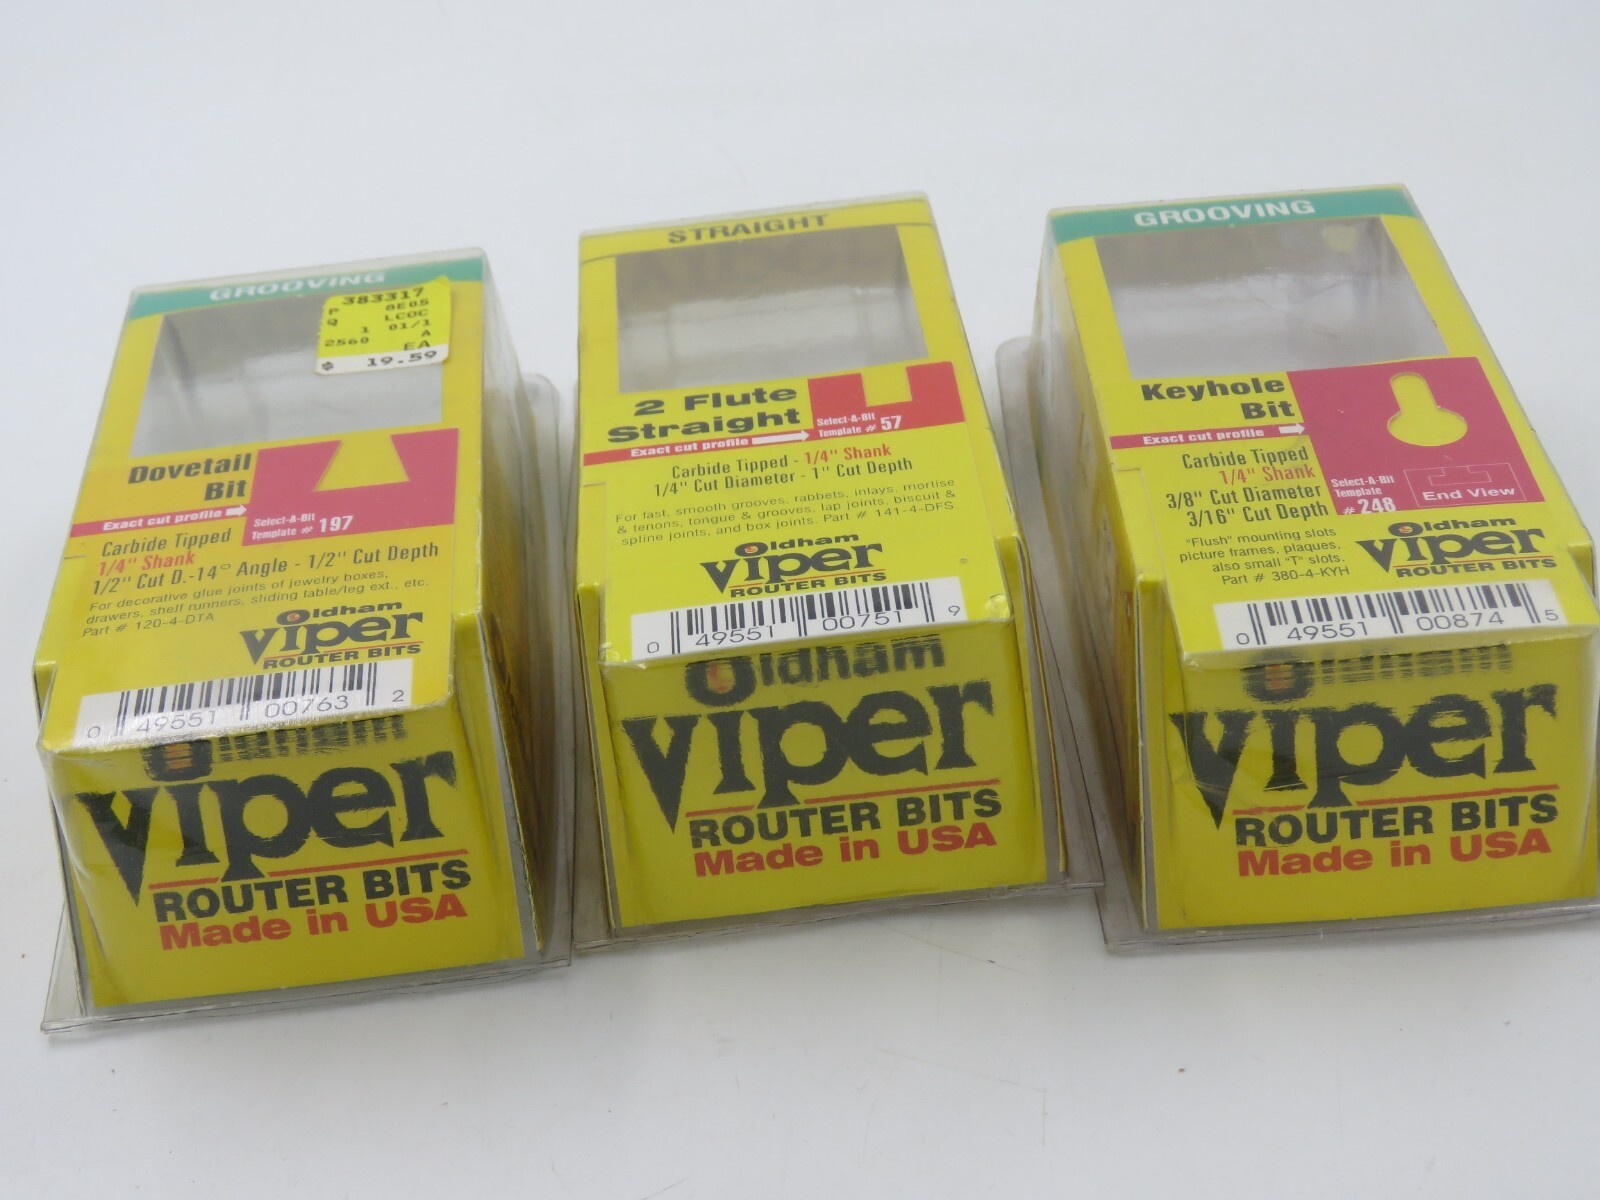 GROOVING
383317
P 8E05
Q LCOC
1 01/1
2560 A
EA
$ 19.59
Dovetail
Bit
Exact cut profile
Select-A-Bit
Template # 197
Carbide Tipped
1/4" Shank
1/2" Cut D.-14° Angle - 1/2" Cut Depth
For decorative glue joints of jewelry boxes,
drawers, shelf runners, sliding table/leg ext., etc.
Part # 120-4-DTA
Oldham
Viper
ROUTER BITS
0 49551 00763 2
Oldham
Viper
ROUTER BITS
Made in USA
STRAIGHT
2 Flute
Straight
Exact cut profile
Select-A-Bit
Template # 57
Carbide Tipped - 1/4" Shank
1/4" Cut Diameter - 1" Cut Depth
For fast, smooth grooves, rabbets, inlays, mortise
& tenons, tongue & grooves, lap joints, biscuit &
spline joints, and box joints. Part # 141-4-DFS
Oldham
Viper
ROUTER BITS
0 49551 00751 9
Oldham
Viper
ROUTER BITS
Made in USA
GROOVING
Keyhole
Bit
Exact cut profile
Carbide Tipped
1/4" Shank
3/8" Cut Diameter
3/16" Cut Depth
Select-A-Bit
Template
# 248
End View
"Flush" mounting slots
picture frames, plaques,
also small "T" slots.
Part # 380-4-KYH
Oldham
Viper
ROUTER BITS
0 49551 00874 5
Oldham
Viper
ROUTER BITS
Made in USA